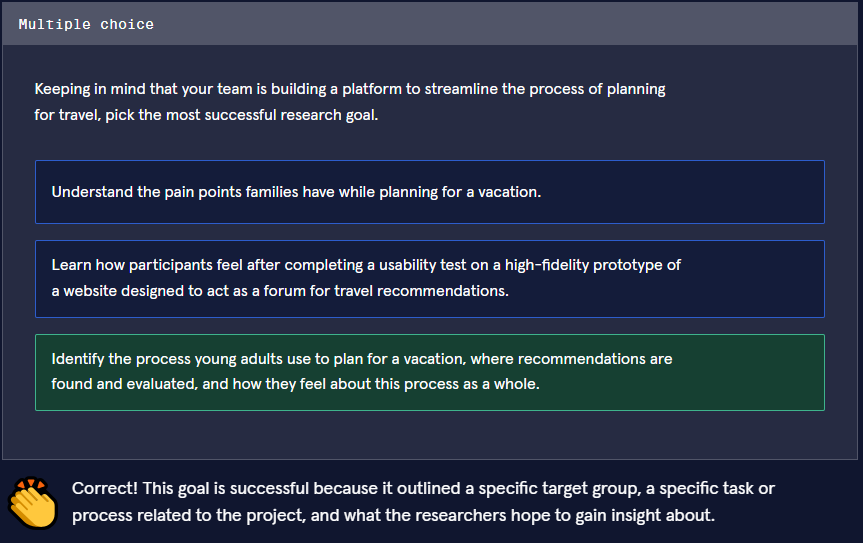 Multiple choice
Keeping in mind that your team is building a platform to streamline the process of planning
for travel, pick the most successful research goal.
Understand the pain points families have while planning for a vacation.
Learn how participants feel after completing a usability test on a high-fidelity prototype of
a website designed to act as a forum for travel recommendations.
Identify the process young adults use to plan for a vacation, where recommendations are
found and evaluated, and how they feel about this process as a whole.
Correct! This goal is successful because it outlined a specific target group, a specific task or
process related to the project, and what the researchers hope to gain insight about.